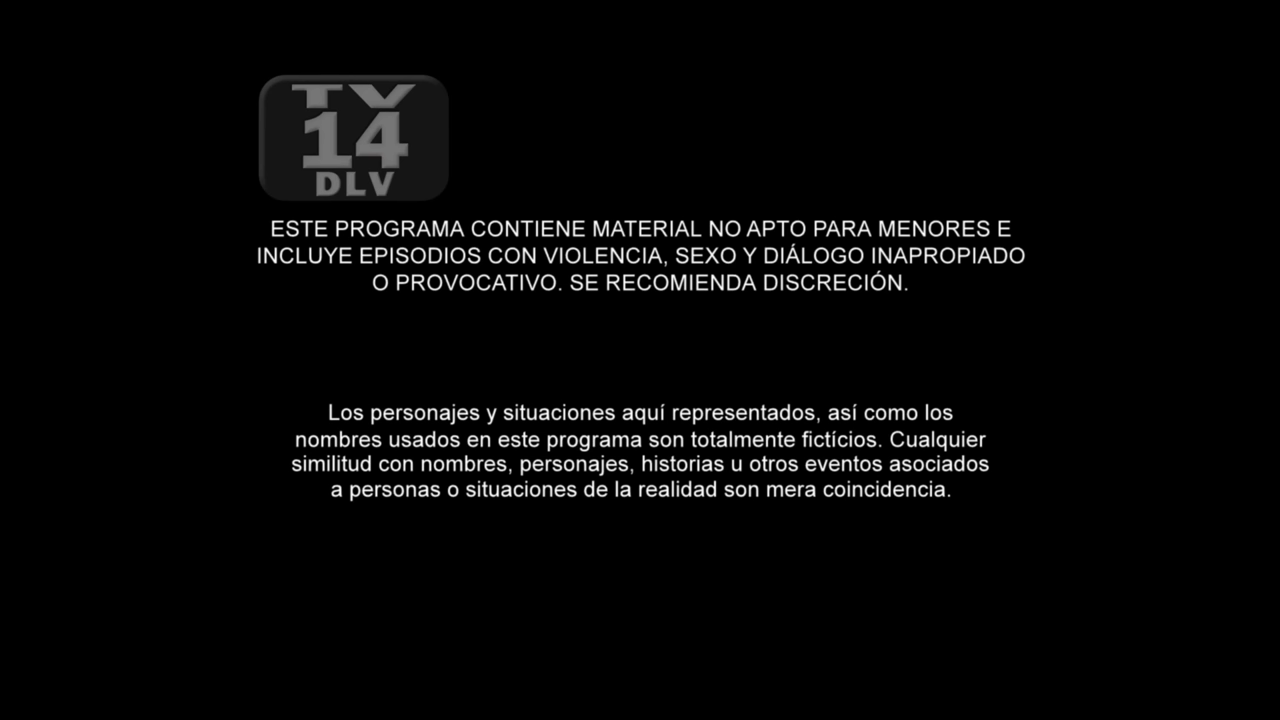 TV
14
DLV
ESTE PROGRAMA CONTIENE MATERIAL NO APTO PARA MENORES E
INCLUYE EPISODIOS CON VIOLENCIA, SEXO Y DIÁLOGO INAPROPIADO
O PROVOCATIVO. SE RECOMIENDA DISCRECIÓN.
Los personajes y situaciones aquí representados, así como los
nombres usados en este programa son totalmente fictícios. Cualquier
similitud con nombres, personajes, historias u otros eventos asociados
a personas o situaciones de la realidad son mera coincidencia.